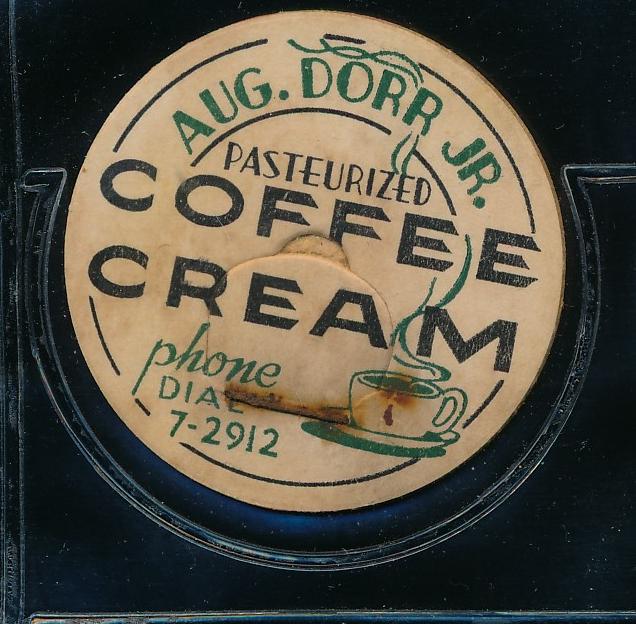 AUG. DORR JR.
PASTEURIZED
COFFEE
CREAM
phone
DIAL
7-2912